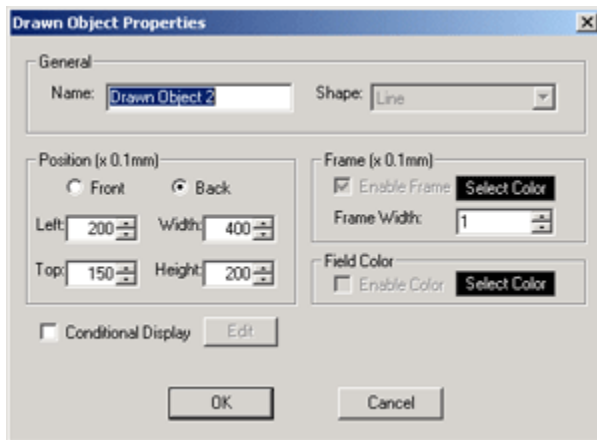 Drawn Object Properties
General
Name: Drawn Object 2 Shape: Line
Position (x 0.1mm) Frame (x 0.1mm)
Front Back Enable Frame Select Color
Left: 200 Width: 400 Frame Width: 1
Top: 150 Height: 200 Field Color
Enable Color Select Color
Conditional Display Edit
OK Cancel